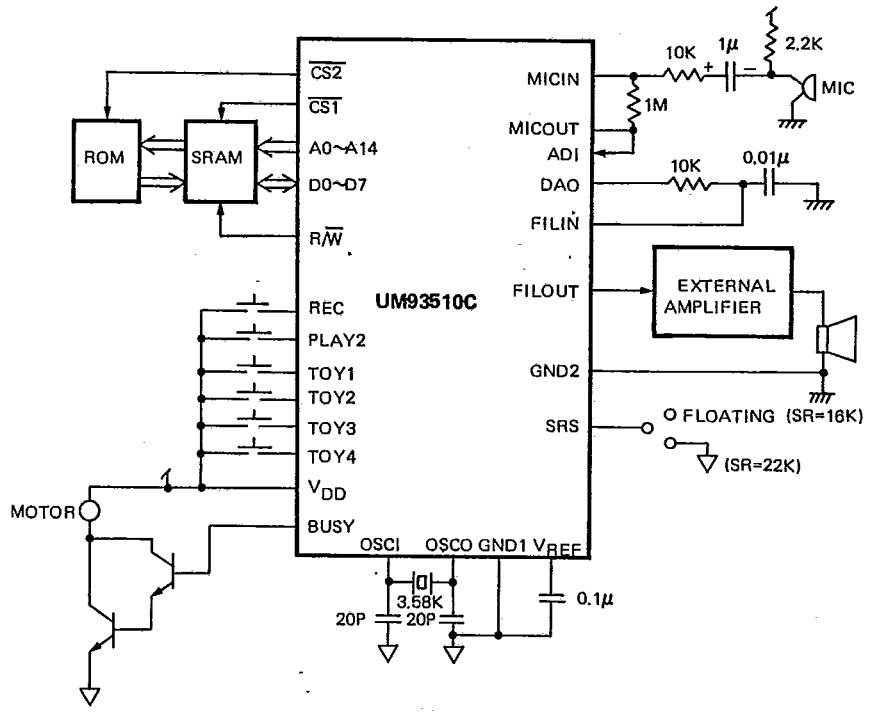 CS2
CS1
A0~A14
D0~D7
R/W
ROM
SRAM
REC
PLAY2
TOY1
TOY2
TOY3
TOY4
VDD
BUSY
MOTOR
UM93510C
MICIN
MICOUT
ADI
DAO
FILIN
FILOUT
GND2
SRS
10K
1μ
+
−
2.2K
MIC
1M
10K
0.01μ
EXTERNAL
AMPLIFIER
FLOATING (SR=16K)
(SR=22K)
OSCI
OSCO
GND1
VREF
3.58K
20P
20P
0.1μ